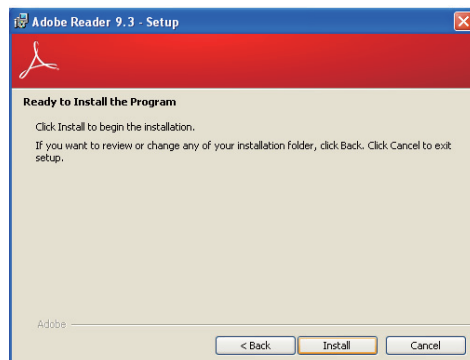 Adobe Reader 9.3 - Setup
Ready to Install the Program
Click Install to begin the installation.
If you want to review or change any of your installation folder, click Back. Click Cancel to exit
setup.
Adobe
< Back Install Cancel